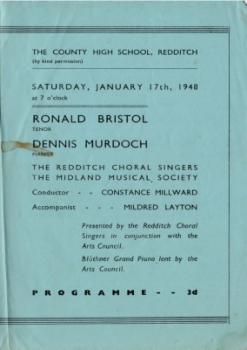 THE COUNTY HIGH SCHOOL, REDDITCH
(by kind permission)
SATURDAY, JANUARY 17th, 1948
at 7 o'clock
RONALD BRISTOL
TENOR
DENNIS MURDOCH
PIANIST
THE REDDITCH CHORAL SINGERS
THE MIDLAND MUSICAL SOCIETY
Conductor - - CONSTANCE MILLWARD
Accompanist - - - MILDRED LAYTON
Presented by the Redditch Choral
Singers in conjunction with the
Arts Council.
Blüthner Grand Piano lent by the
Arts Council.
PROGRAMME - - 3d